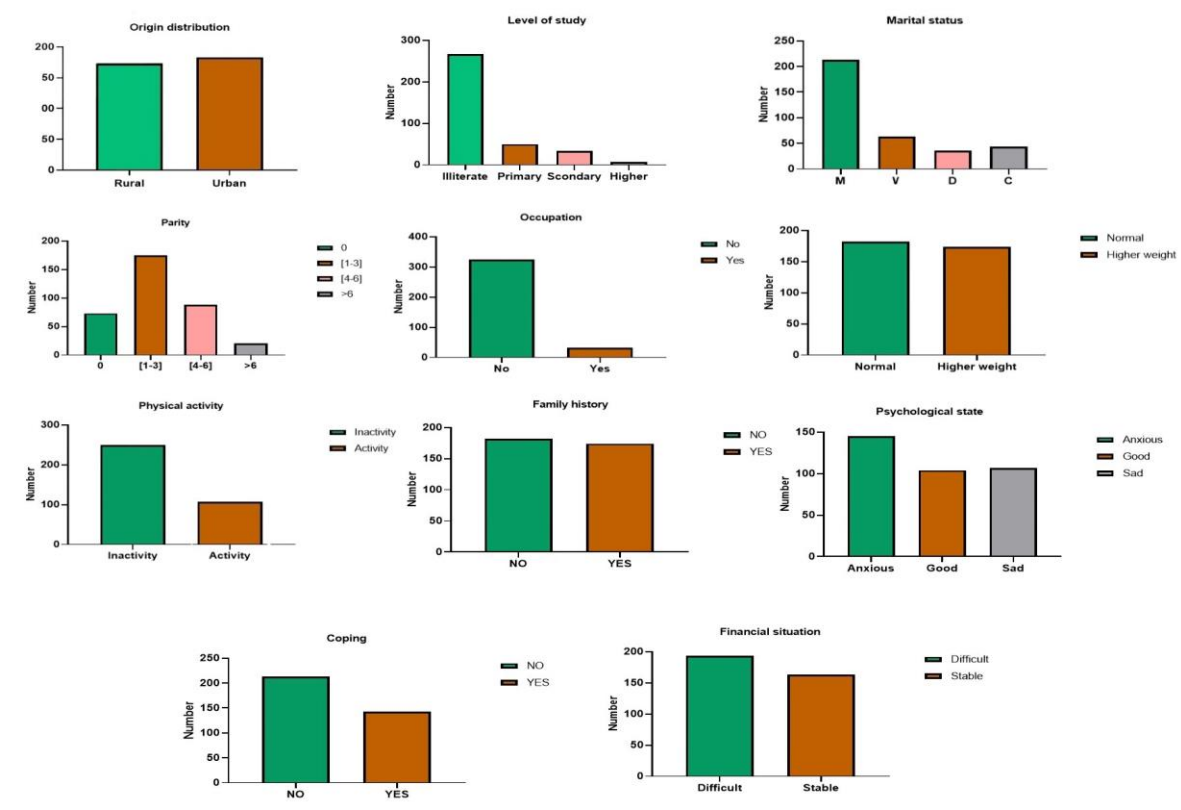 Origin distribution
200
50
00
50
0
Rural Urban
Level of study
Number
300
200
100
0
Illiterate Primary Scondary Higher
Marital status
Number
250
200
150
100
50
0
M V D C
Parity
Number
200
150
100
50
0
0 [1-3] [4-6] >6
0
[1-3]
[4-6]
>6
Occupation
Number
400
300
200
100
0
No Yes
No
Yes
Number
200
150
100
50
0
Normal Higher weight
Normal
Higher weight
Physical activity
Number
300
200
100
0
Inactivity Activity
Inactivity
Activity
Family history
Number
200
150
100
50
0
NO YES
NO
YES
Psychological state
Number
150
100
50
0
Anxious Good Sad
Anxious
Good
Sad
Coping
Number
250
200
150
100
50
0
NO YES
NO
YES
Financial situation
Number
200
150
100
50
0
Difficult Stable
Difficult
Stable